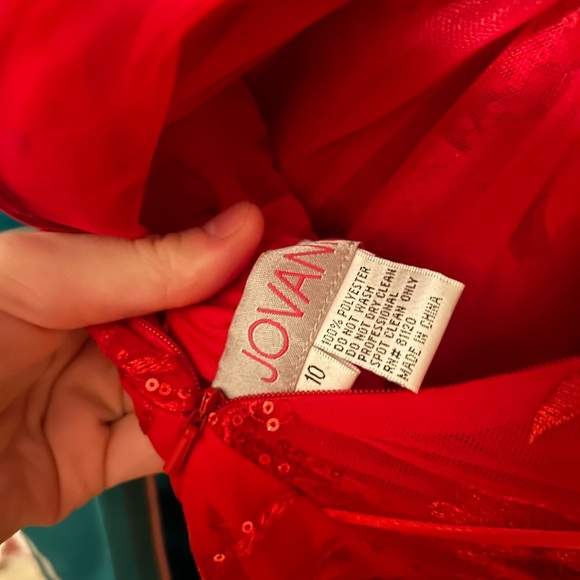 JOVANI
10
100% POLYESTER
DO NOT WASH
DO NOT DRY CLEAN
PROFESSIONAL
SPOT CLEAN ONLY
RN# 81120
MADE IN CHINA